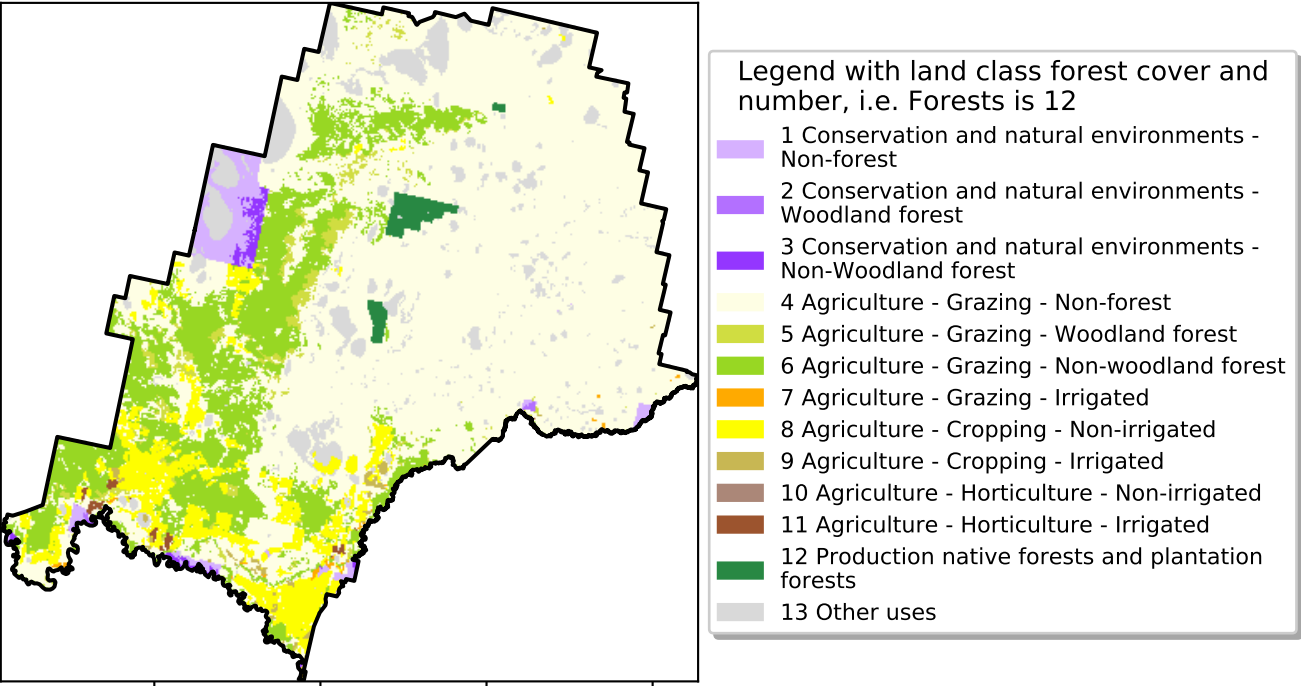 Legend with land class forest cover and
number, i.e. Forests is 12
1 Conservation and natural environments -
Non-forest
2 Conservation and natural environments -
Woodland forest
3 Conservation and natural environments -
Non-Woodland forest
4 Agriculture - Grazing - Non-forest
5 Agriculture - Grazing - Woodland forest
6 Agriculture - Grazing - Non-woodland forest
7 Agriculture - Grazing - Irrigated
8 Agriculture - Cropping - Non-irrigated
9 Agriculture - Cropping - Irrigated
10 Agriculture - Horticulture - Non-irrigated
11 Agriculture - Horticulture - Irrigated
12 Production native forests and plantation
forests
13 Other uses